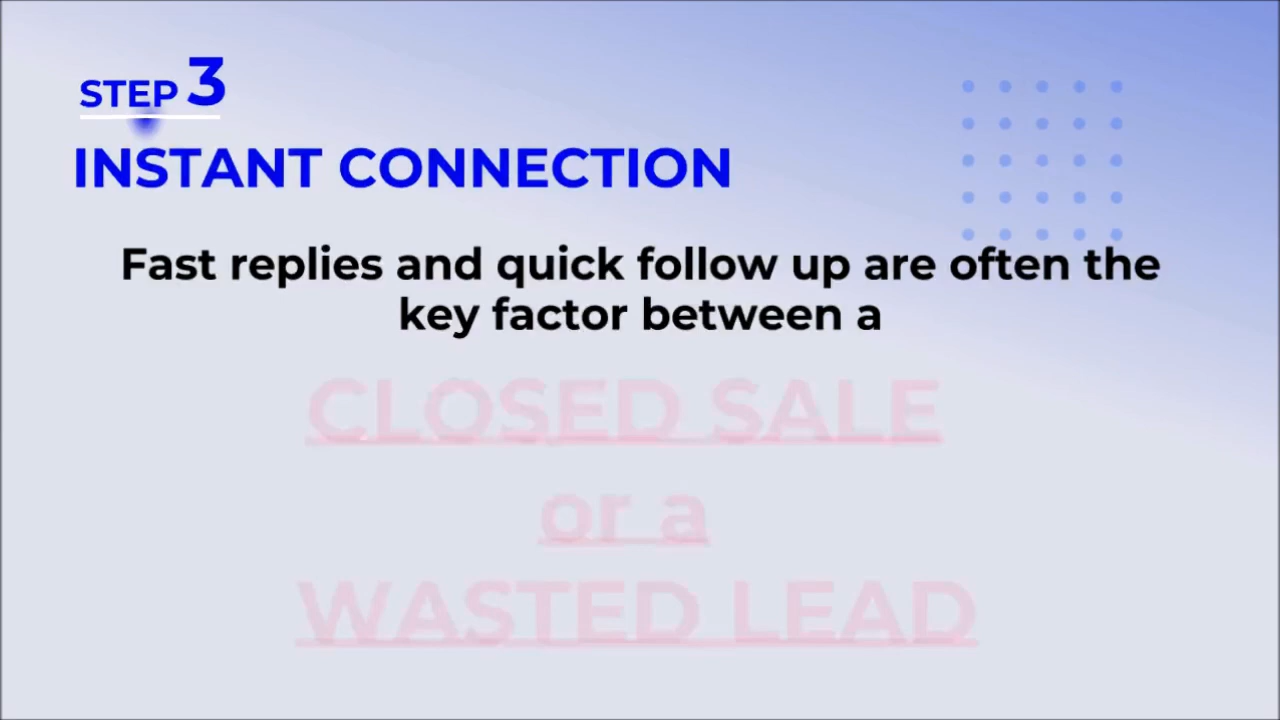 STEP 3
INSTANT CONNECTION
Fast replies and quick follow up are often the
key factor between a
CLOSED SALE
or a
WASTED LEAD